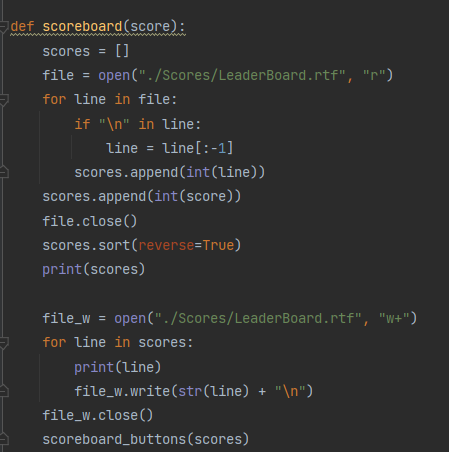 def scoreboard(score):
    scores = []
    file = open("./Scores/LeaderBoard.rtf", "r")
    for line in file:
        if "\n" in line:
            line = line[:-1]
        scores.append(int(line))
    scores.append(int(score))
    file.close()
    scores.sort(reverse=True)
    print(scores)

    file_w = open("./Scores/LeaderBoard.rtf", "w+")
    for line in scores:
        print(line)
        file_w.write(str(line) + "\n")
    file_w.close()
    scoreboard_buttons(scores)